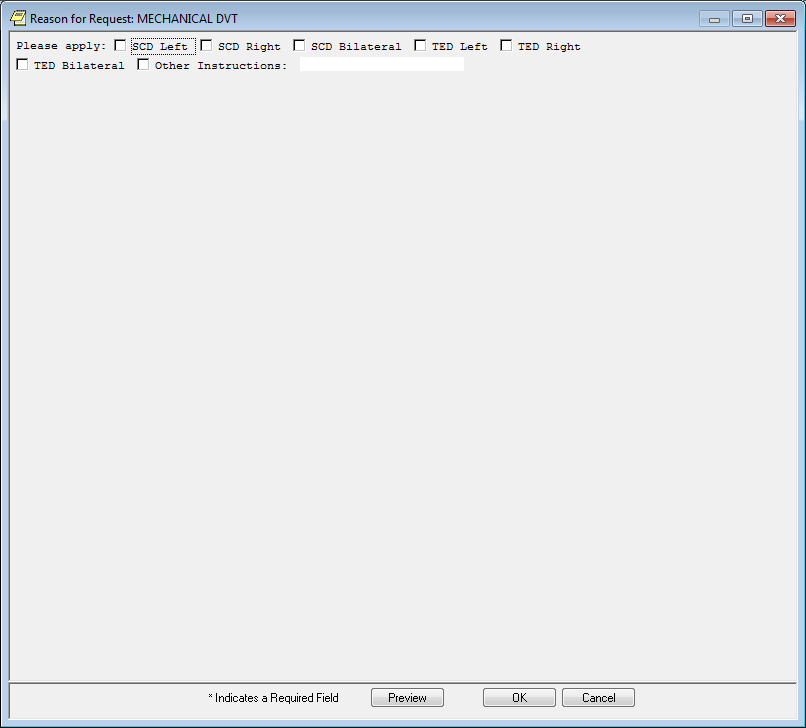 Reason for Request: MECHANICAL DVT
Please apply: SCD Left SCD Right SCD Bilateral TED Left TED Right
TED Bilateral Other Instructions:
* Indicates a Required Field Preview OK Cancel